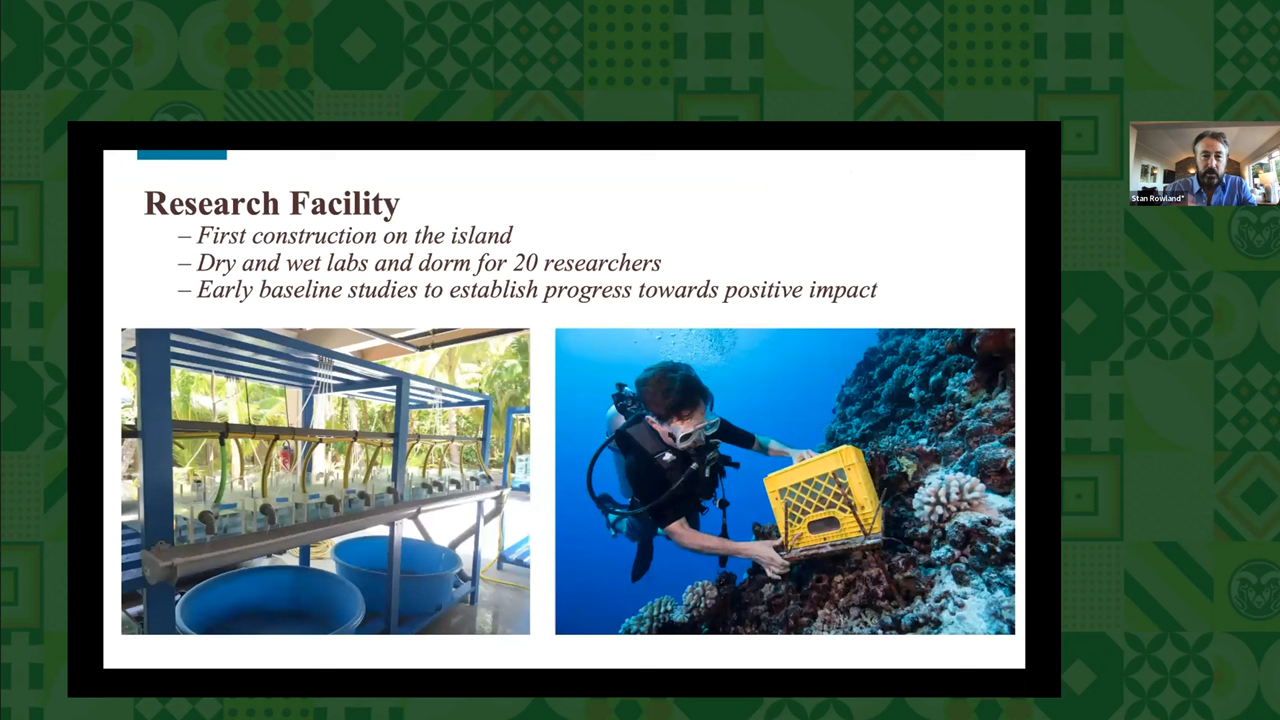 Research Facility
– First construction on the island
– Dry and wet labs and dorm for 20 researchers
– Early baseline studies to establish progress towards positive impact
Stan Rowland*